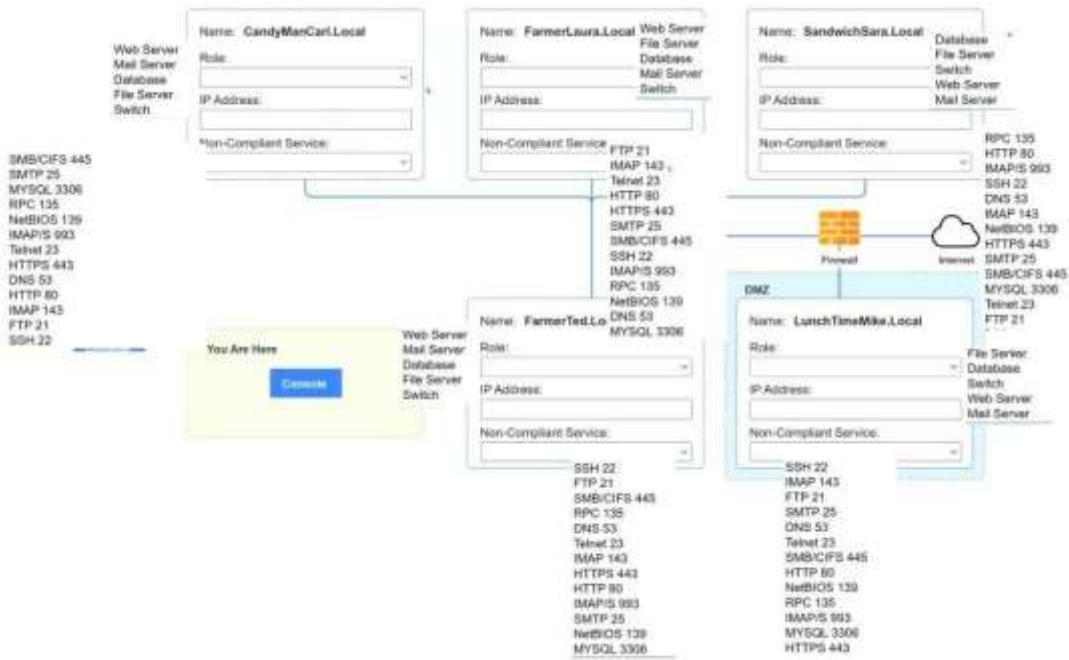 Name: CandyManCarl.Local
Role:
IP Address:
Non-Compliant Service:
Web Server
Mail Server
Database
File Server
Switch
SMB/CIFS 445
SMTP 25
MYSQL 3306
RPC 135
NetBIOS 139
IMAP/S 993
Telnet 23
HTTPS 443
DNS 53
HTTP 80
IMAP 143
FTP 21
SSH 22
Name: FarmerLaura.Local
Role:
IP Address:
Non-Compliant Service
Web Server
File Server
Database
Mail Server
Switch
FTP 21
IMAP 143
Telnet 23
HTTP 80
HTTPS 443
SMTP 25
SMB/CIFS 445
SSH 22
IMAP/S 993
RPC 135
NetBIOS 139
DNS 53
MYSQL 3306
Name: SandwichSara.Local
Role:
IP Address:
Non-Compliant Service:
Database
File Server
Switch
Web Server
Mail Server
RPC 135
HTTP 80
IMAP/S 993
SSH 22
DNS 53
IMAP 143
NetBIOS 139
HTTPS 443
SMTP 25
SMB/CIFS 445
MYSQL 3306
Telnet 23
FTP 21
Firewall
Internet
You Are Here
Console
Name: FarmerTed.Lo
Role:
IP Address:
Non-Compliant Service:
Web Server
Mail Server
Database
File Server
Switch
SSH 22
FTP 21
SMB/CIFS 445
RPC 135
DNS 53
Telnet 23
IMAP 143
HTTPS 443
HTTP 80
IMAP/S 993
SMTP 25
NetBIOS 139
MYSQL 3306
DMZ
Name: LunchTimeMike.Local
Role:
IP Address:
Non-Compliant Service:
File Server
Database
Switch
Web Server
Mail Server
SSH 22
IMAP 143
FTP 21
SMTP 25
DNS 53
Telnet 23
SMB/CIFS 445
HTTP 80
NetBIOS 139
RPC 135
IMAP/S 993
MYSQL 3306
HTTPS 443